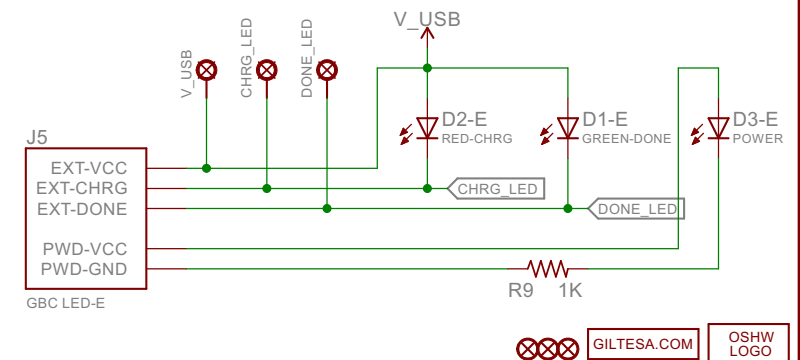 V_USB
V_USB
CHRG_LED
DONE_LED
D2-E
RED-CHRG
D1-E
GREEN-DONE
D3-E
POWER
J5
EXT-VCC
EXT-CHRG
EXT-DONE
PWD-VCC
PWD-GND
GBC LED-E
CHRG_LED
DONE_LED
R9 1K
GILTESA.COM
OSHW
LOGO